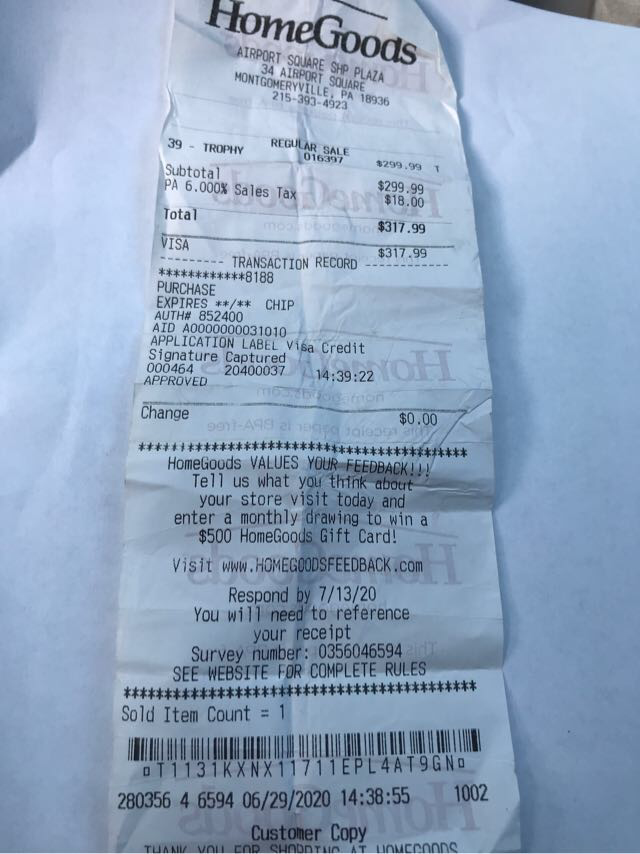 HomeGoods
AIRPORT SQUARE SHP PLAZA
34 AIRPORT SQUARE
MONTGOMERYVILLE, PA 18936
215-393-4923
REGULAR SALE
39 - TROPHY 016397 $299.99 T
Subtotal $299.99
PA 6.000% Sales Tax $18.00
Total $317.99
VISA $317.99
--------- TRANSACTION RECORD -----------
************8188
PURCHASE
EXPIRES **/** CHIP
AUTH# 852400
AID A0000000031010
APPLICATION LABEL Visa Credit
Signature Captured
000464 20400037 14:39:22
APPROVED
Change $0.00
****************************************
HomeGoods VALUES YOUR FEEDBACK!!!
Tell us what you think about
your store visit today and
enter a monthly drawing to win a
$500 HomeGoods Gift Card!
Visit www.HOMEGOODSFEEDBACK.com
Respond by 7/13/20
You will need to reference
your receipt
Survey number: 0356046594
SEE WEBSITE FOR COMPLETE RULES
****************************************
Sold Item Count = 1
¤T1131KXNX11711EPL4AT9GN¤
280356 4 6594 06/29/2020 14:38:55 1002
Customer Copy
THANK YOU FOR SHOPPING AT HOMEGOODS